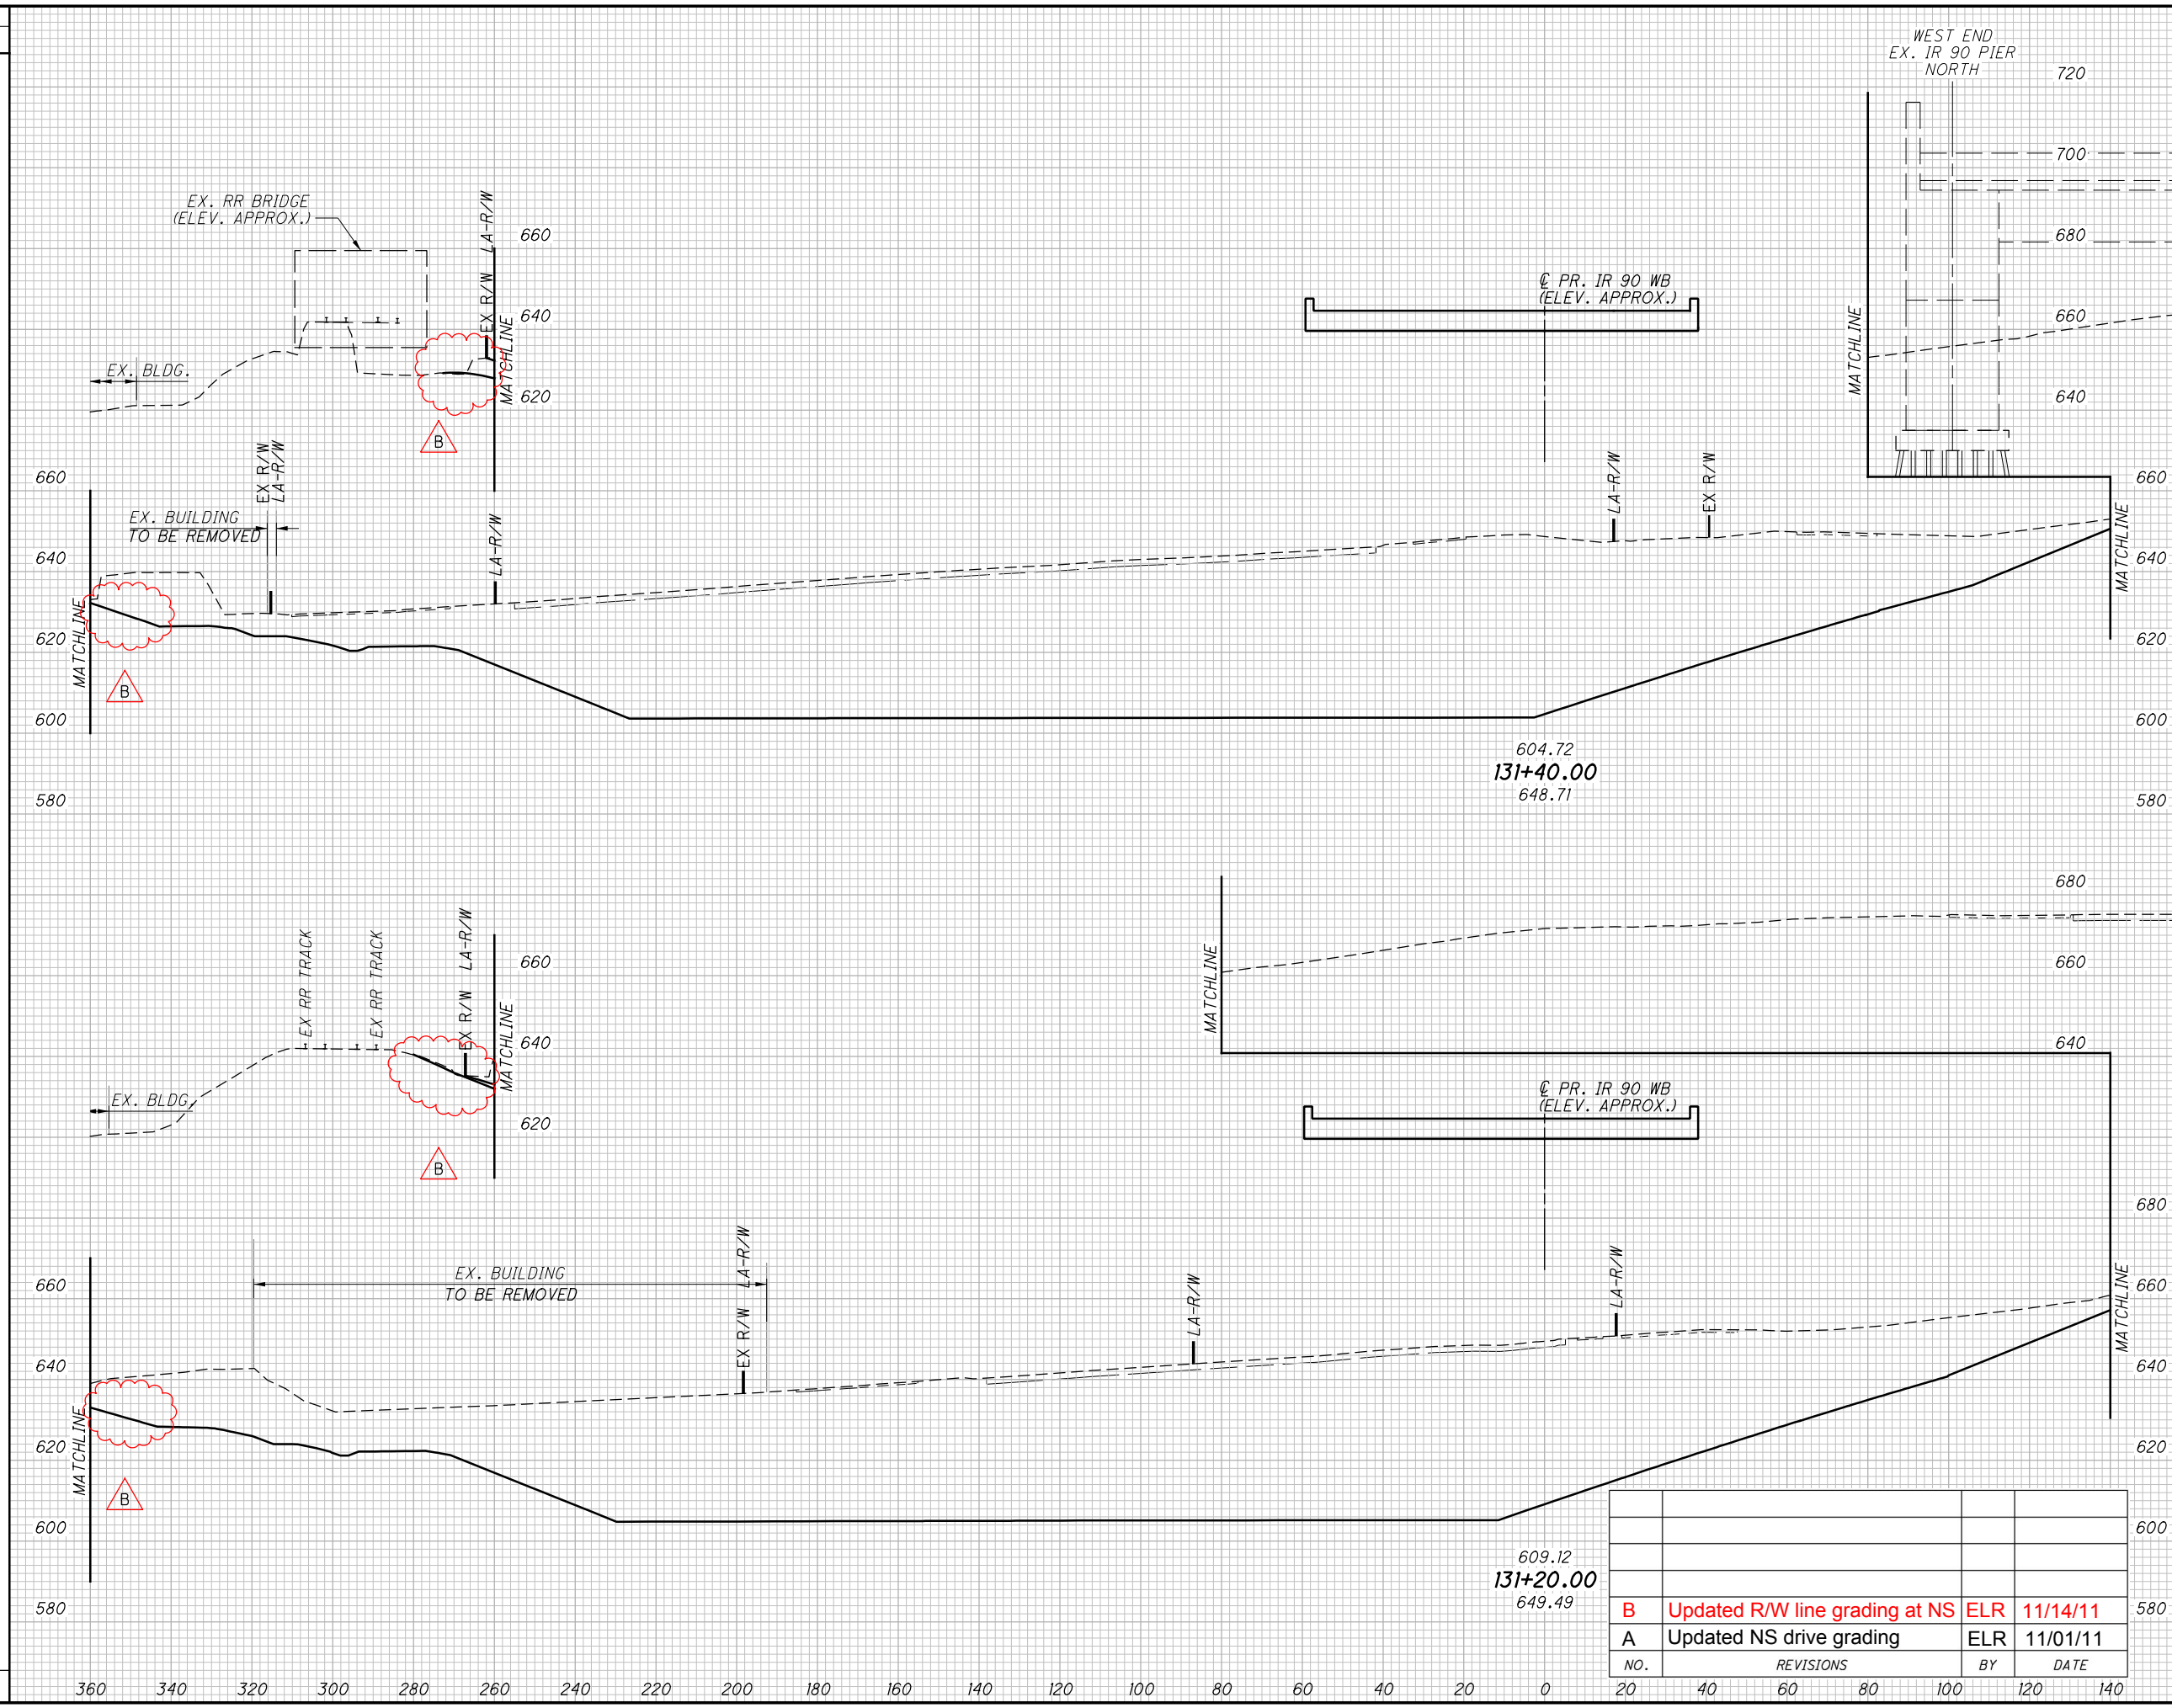 WEST END
EX. IR 90 PIER
NORTH
720
700
680
660
640
EX. RR BRIDGE
(ELEV. APPROX.)
EX R/W LA-R/W
660
640
620
MATCHLINE
EX. BLDG.
B
℄ PR. IR 90 WB
(ELEV. APPROX.)
MATCHLINE
EX R/W
LA-R/W
EX. BUILDING
TO BE REMOVED
LA-R/W
LA-R/W
EX R/W
660
640
620
600
580
MATCHLINE
B
660
640
620
600
580
MATCHLINE
604.72
131+40.00
648.71
680
660
640
MATCHLINE
EX RR TRACK
EX RR TRACK
EX R/W LA-R/W
660
640
620
MATCHLINE
EX. BLDG.
B
℄ PR. IR 90 WB
(ELEV. APPROX.)
EX. BUILDING
TO BE REMOVED
EX R/W LA-R/W
LA-R/W
LA-R/W
660
640
620
600
580
MATCHLINE
B
680
660
640
620
600
580
MATCHLINE
609.12
131+20.00
649.49
B Updated R/W line grading at NS ELR 11/14/11
A Updated NS drive grading ELR 11/01/11
NO. REVISIONS BY DATE
360 340 320 300 280 260 240 220 200 180 160 140 120 100 80 60 40 20 0 20 40 60 80 100 120 140